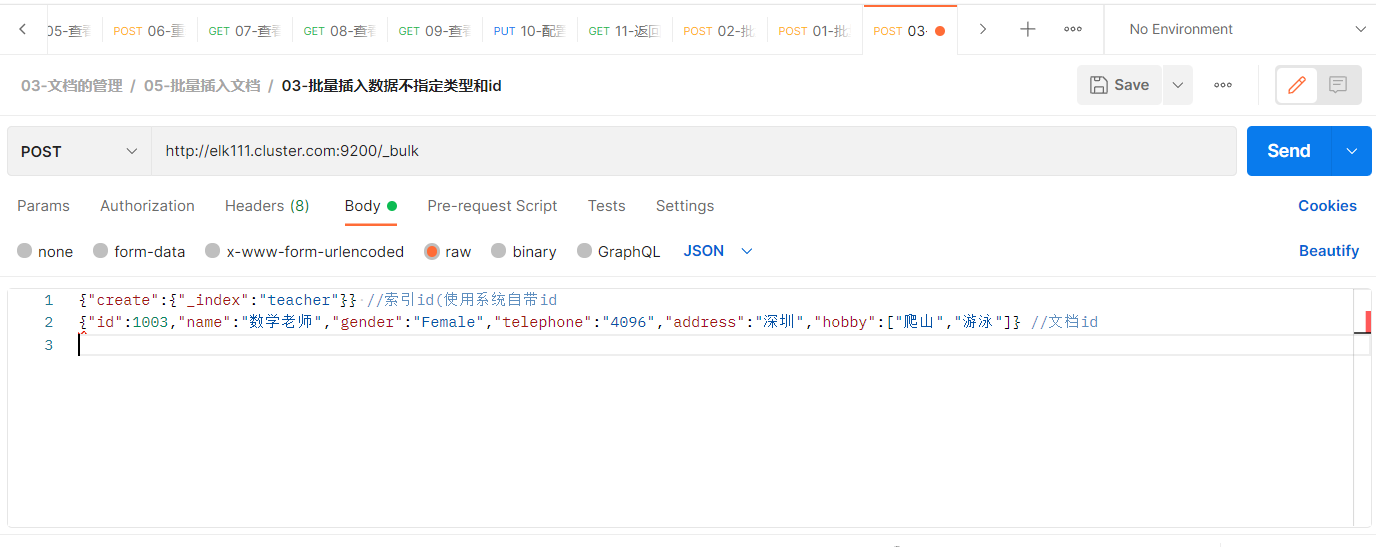 05-查看 POST 06-重 GET 07-查看 GET 08-查看 GET 09-查看 PUT 10-配置 GET 11-返回 POST 02-批 POST 01-批 POST 03- No Environment
03-文档的管理 / 05-批量插入文档 / 03-批量插入数据不指定类型和id Save
POST http://elk111.cluster.com:9200/_bulk Send
Params Authorization Headers (8) Body Pre-request Script Tests Settings Cookies
none form-data x-www-form-urlencoded raw binary GraphQL JSON Beautify
1 {"create":{"_index":"teacher"}} //索引id(使用系统自带id
2 {"id":1003,"name":"数学老师","gender":"Female","telephone":"4096","address":"深圳","hobby":["爬山","游泳"]} //文档id
3